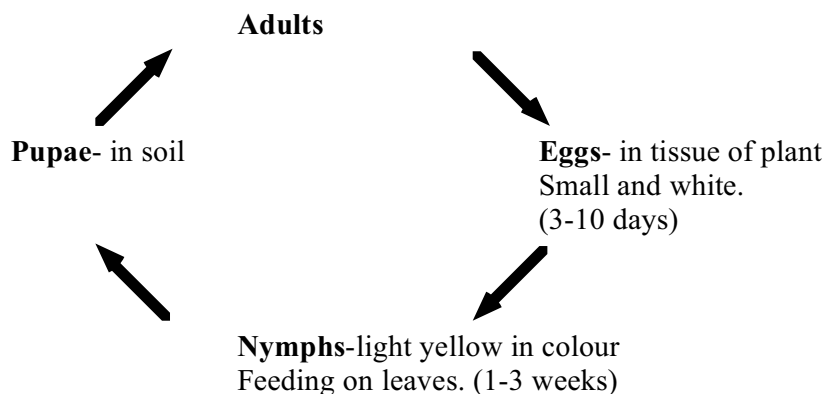 Adults
Pupae- in soil
Eggs- in tissue of plant
Small and white.
(3-10 days)
Nymphs-light yellow in colour
Feeding on leaves. (1-3 weeks)